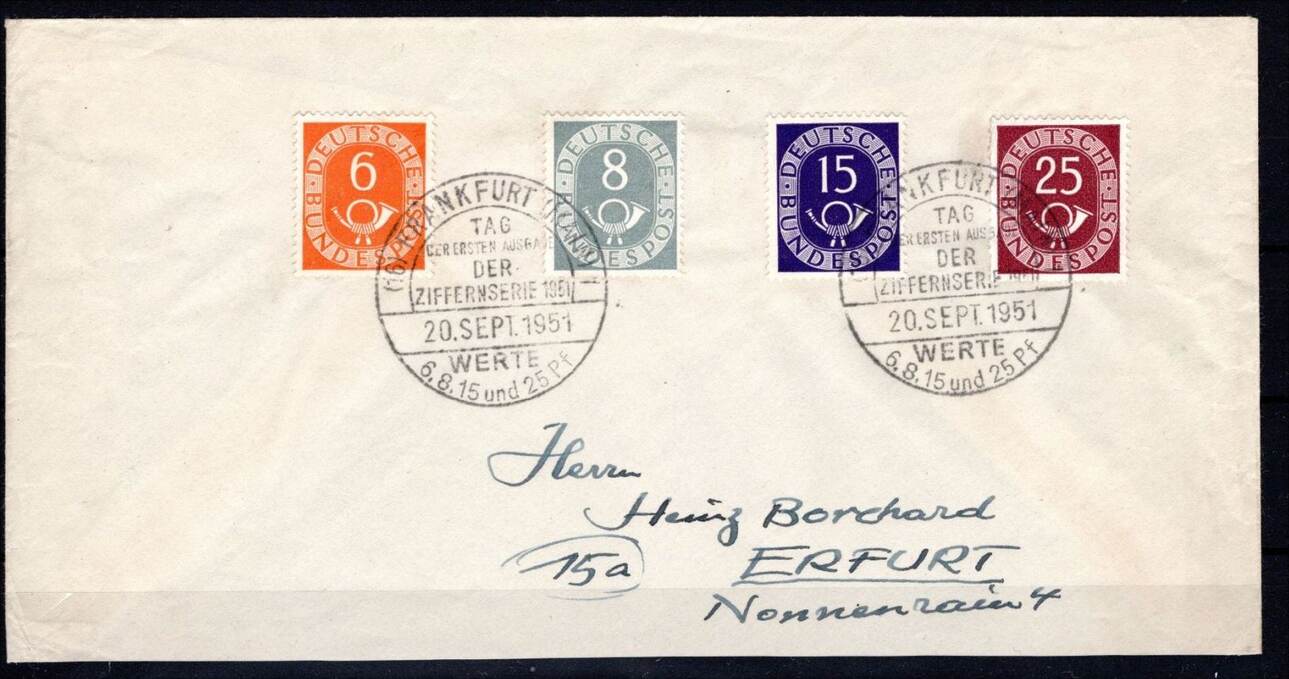 6
DEUTSCHE BUNDESPOST
8
DEUTSCHE BUNDESPOST
15
DEUTSCHE BUNDESPOST
25
DEUTSCHE BUNDESPOST
(16) FRANKFURT (MAIN)
TAG
DER ERSTEN AUSGABE
DER
ZIFFERNSERIE 1951
20.SEPT.1951
WERTE
6.8.15 und 25 Pf
FRANKFURT
TAG
DER ERSTEN AUSGABE
DER
ZIFFERNSERIE 1951
20.SEPT.1951
WERTE
6.8.15 und 25 Pf
Herrn
Heinz Borchard
15a ERFURT
Nonnenrain 4